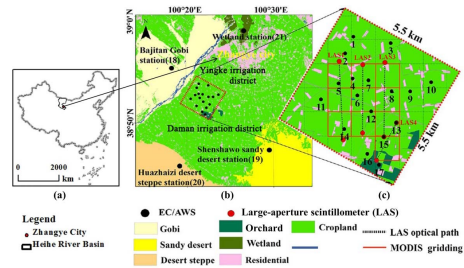 100°20'E 100°30'E
39°0'N
38°50'N
N
Wetland station(21)
Bajitan Gobi
station(18)
Yingke irrigation
district
Daman irrigation district
Shenshawo sandy
desert station(19)
Huazhaizi desert
steppe station(20)
0 2000
km
(a) (b) (c)
5.5 km
5.5 km
LAS1 LAS2 LAS3 LAS4
1 2 3 4 5 6 7 8 9 10 11 12 13 14 15 16 17
Legend
Zhangye City
Heihe River Basin
EC/AWS
Large-aperture scintillometer (LAS)
Gobi
Orchard
Cropland
LAS optical path
Sandy desert
Wetland
MODIS gridding
Desert steppe
Residential